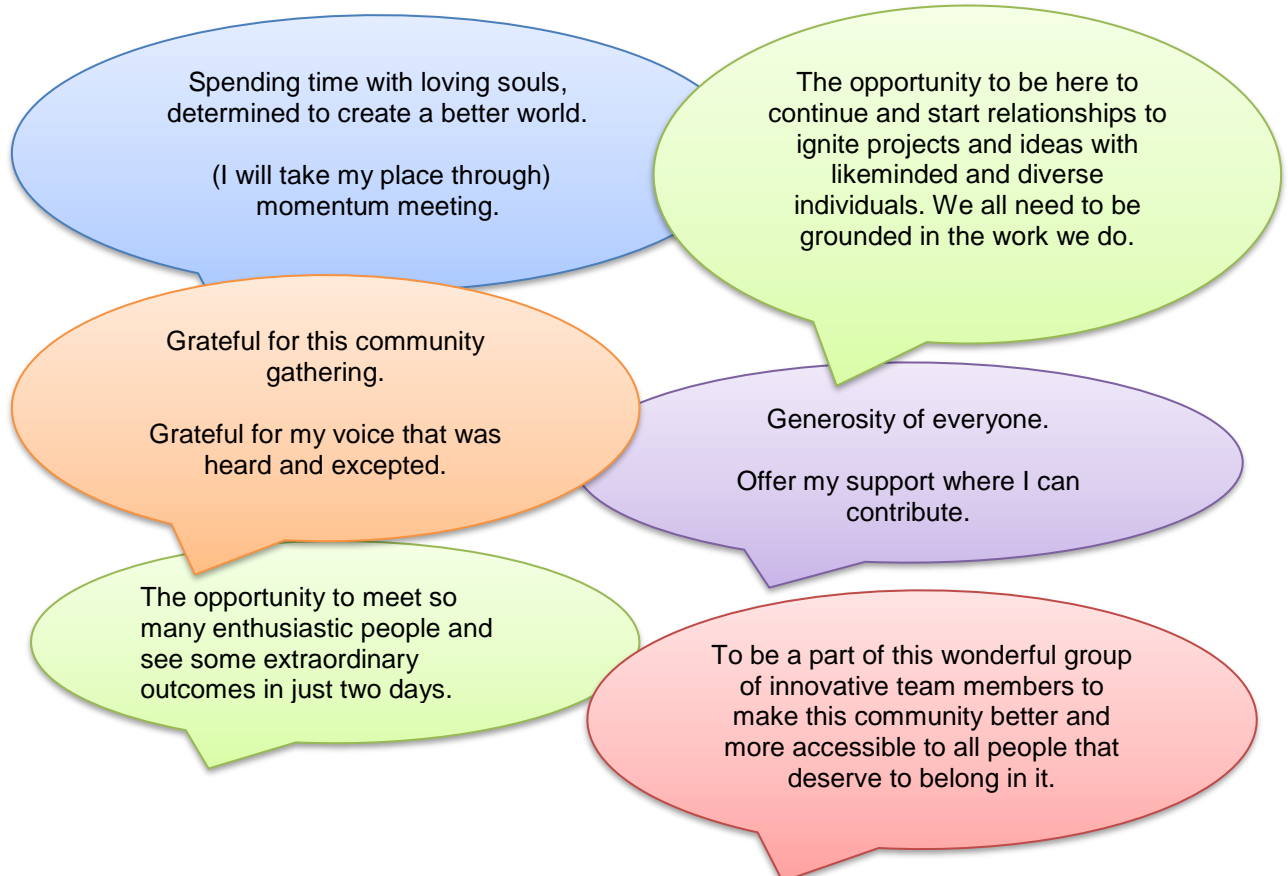 Spending time with loving souls,
determined to create a better world.
(I will take my place through)
momentum meeting.
The opportunity to be here to
continue and start relationships to
ignite projects and ideas with
likeminded and diverse
individuals. We all need to be
grounded in the work we do.
Grateful for this community
gathering.
Grateful for my voice that was
heard and excepted.
Generosity of everyone.
Offer my support where I can
contribute.
The opportunity to meet so
many enthusiastic people and
see some extraordinary
outcomes in just two days.
To be a part of this wonderful group
of innovative team members to
make this community better and
more accessible to all people that
deserve to belong in it.